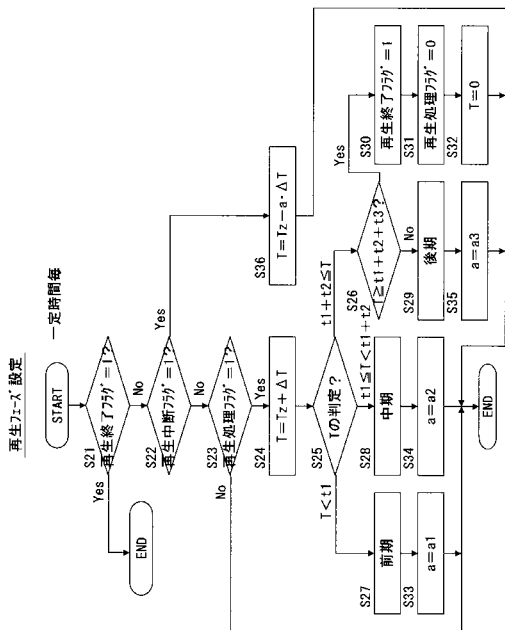 再生フェーズ設定
START
一定時間毎
S21
再生終了フラグ=1?
Yes
No
END
S22
再生中断フラグ=1?
Yes
No
S23
再生処理フラグ=1?
No
Yes
S24
T=Tz+ΔT
S36
T=Tz-a・ΔT
S25
Tの判定?
T<t1
t1≦T<t1+t2
t1+t2≦T
S26
T≧t1+t2+t3?
Yes
No
S27
前期
S28
中期
S29
後期
S30
再生終了フラグ=1
S31
再生処理フラグ=0
S32
T=0
S33
a=a1
S34
a=a2
S35
a=a3
END